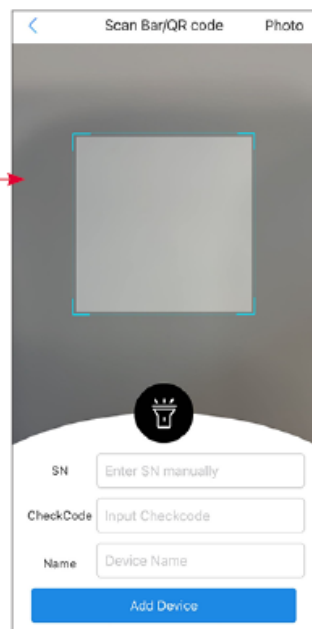 Scan Bar/QR code Photo
SN Enter SN manually
CheckCode Input Checkcode
Name Device Name
Add Device